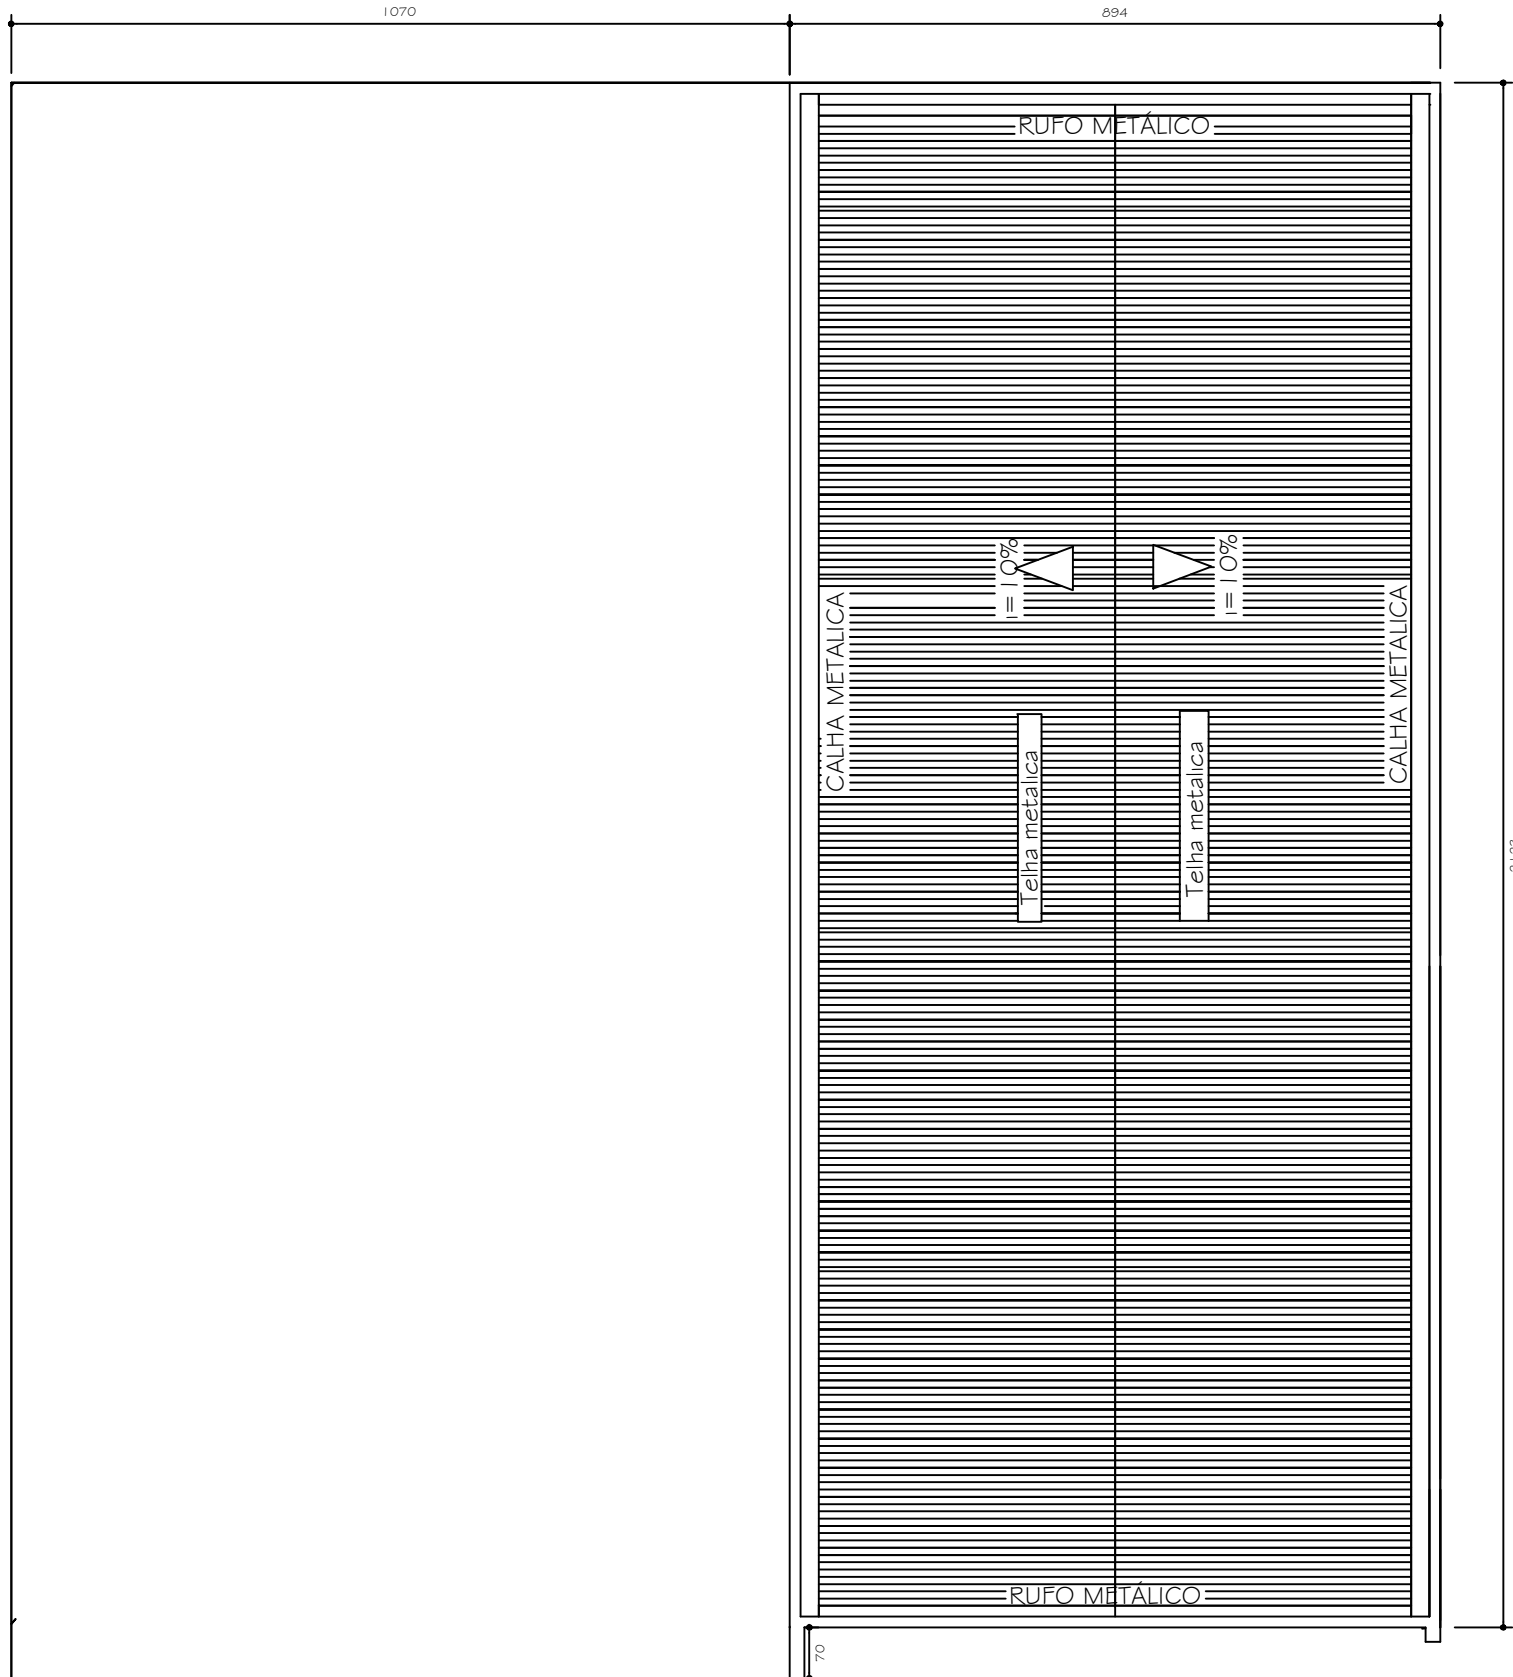 1070
894
RUFO METÁLICO
i=10%
i=10%
CALHA METALICA
CALHA METALICA
Telha metalica
Telha metalica
RUFO METÁLICO
70